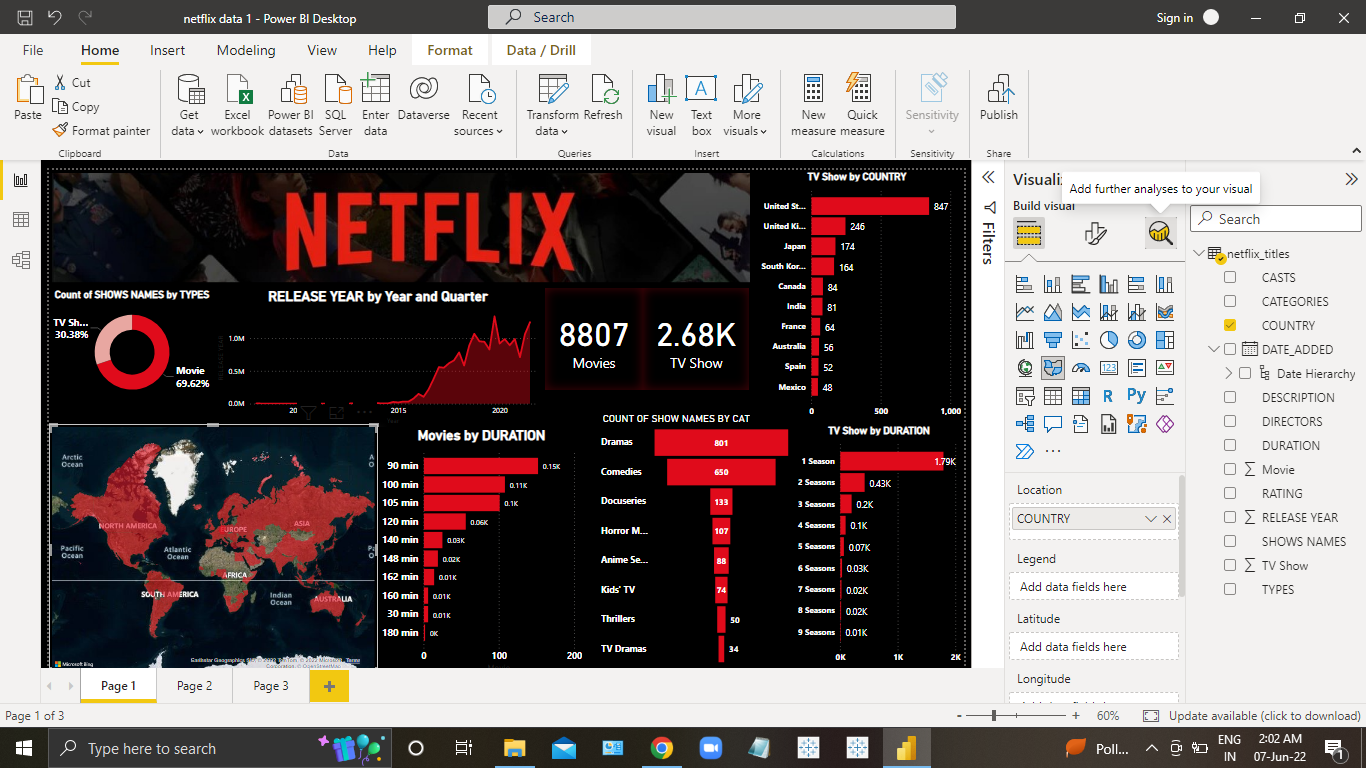 netflix data 1 - Power BI Desktop
Search
Sign in
File Home Insert Modeling View Help Format Data / Drill
Paste
Cut
Copy
Format painter
Clipboard
Get data
Excel workbook
Power BI datasets
SQL Server
Enter data
Dataverse
Recent sources
Data
Transform data
Refresh
Queries
New visual
Text box
More visuals
Insert
New measure
Quick measure
Calculations
Sensitivity
Sensitivity
Publish
Share
NETFLIX
Count of SHOWS NAMES by TYPES
TV Sh...
30.38%
Movie
69.62%
RELEASE YEAR by Year and Quarter
1.0M
0.5M
0.0M
20
2015
2020
8807
Movies
2.68K
TV Show
TV Show by COUNTRY
United St... 847
United Ki... 246
Japan 174
South Kor... 164
Canada 84
India 81
France 64
Australia 56
Spain 52
Mexico 48
0 500 1,000
Arctic
Ocean
NORTH AMERICA
EUROPE
ASIA
Pacific
Ocean
Atlantic
Ocean
AFRICA
SOUTH AMERICA
Indian
Ocean
AUSTRALIA
Microsoft Bing
Movies by DURATION
90 min 0.15K
100 min 0.11K
105 min 0.1K
120 min 0.06K
140 min 0.03K
148 min 0.02K
162 min 0.01K
160 min 0.01K
30 min 0.01K
180 min 0K
0 100 200
COUNT OF SHOW NAMES BY CAT
Dramas 801
Comedies 650
Docuseries 133
Horror M... 107
Anime Se... 88
Kids' TV 74
Thrillers 50
TV Dramas 34
TV Show by DURATION
1 Season 1.79K
2 Seasons 0.43K
3 Seasons 0.2K
4 Seasons 0.1K
5 Seasons 0.07K
6 Seasons 0.03K
7 Seasons 0.02K
8 Seasons 0.02K
9 Seasons 0.01K
0K 1K 2K
Filters
Visualiz
Add further analyses to your visual
Build visual
R Py
123
Location
COUNTRY
Legend
Add data fields here
Latitude
Add data fields here
Longitude
Search
netflix_titles
CASTS
CATEGORIES
COUNTRY
DATE_ADDED
Date Hierarchy
DESCRIPTION
DIRECTORS
DURATION
Movie
RATING
RELEASE YEAR
SHOWS NAMES
TV Show
TYPES
Page 1 Page 2 Page 3 +
Page 1 of 3
- + 60%
Update available (click to download)
Type here to search
Poll...
ENG
IN
2:02 AM
07-Jun-22
1